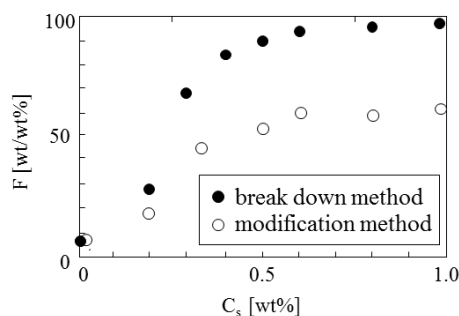 100
50
0
F [wt/wt%]
break down method
modification method
0 0.5 1.0
Cs [wt%]